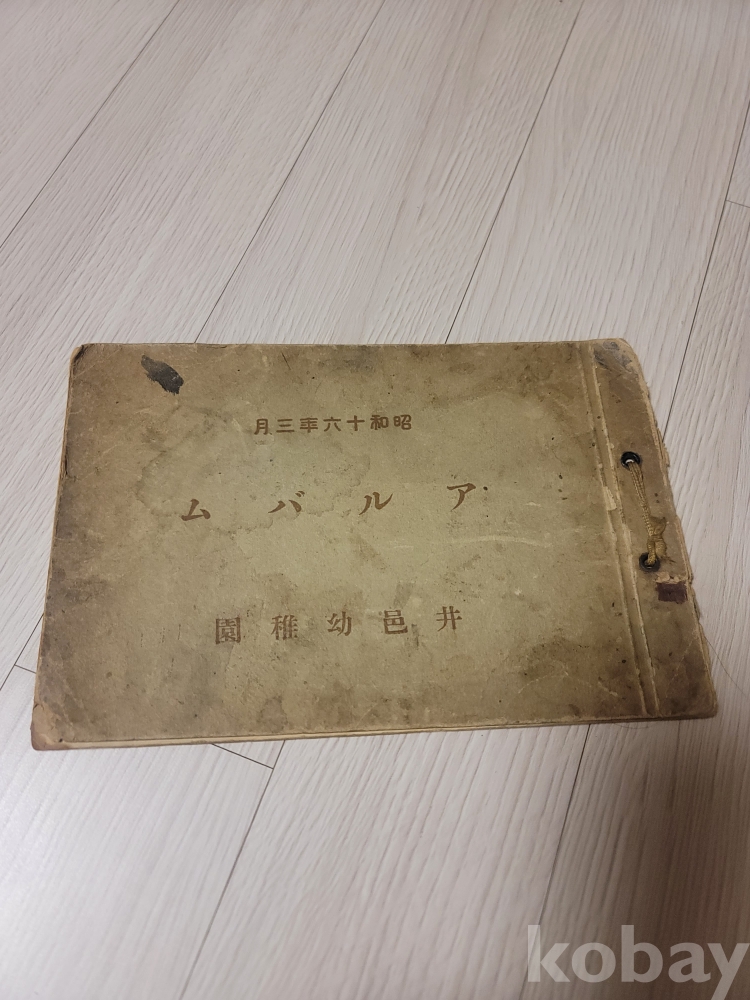 昭和十六年三月
アルバム
井邑幼稚園
kobay